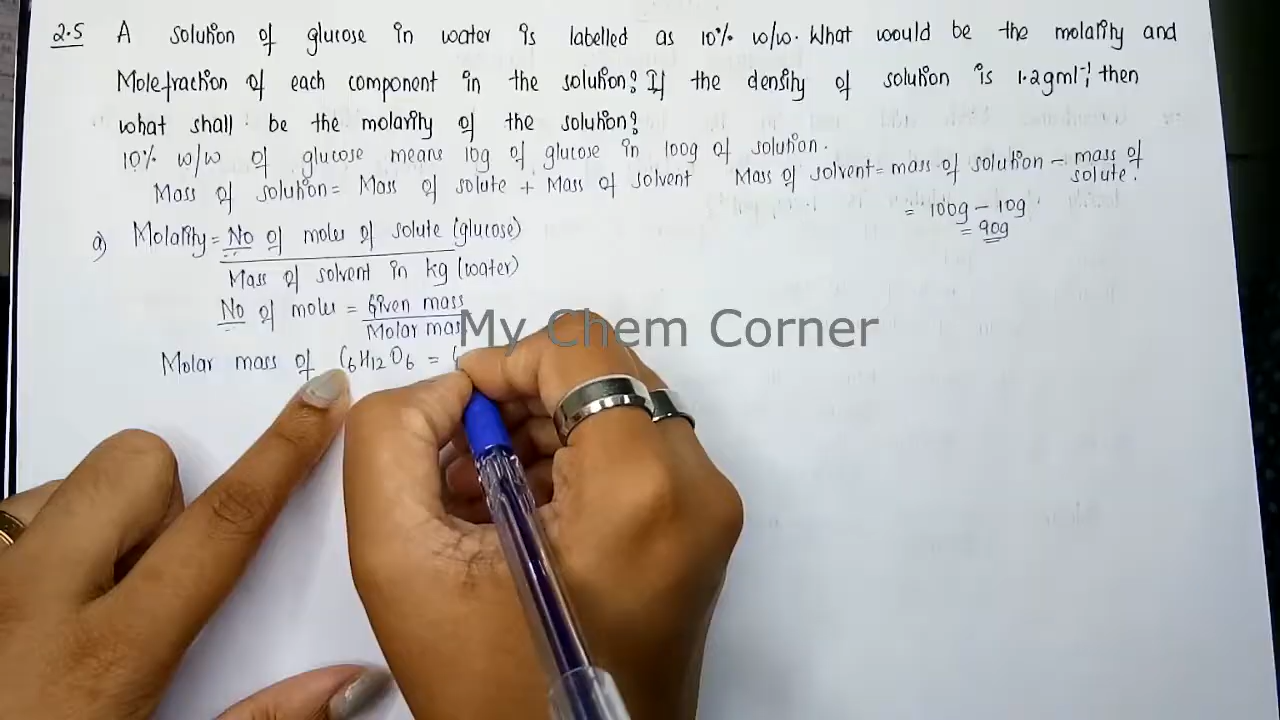 2.5 A solution of glucose in water is labelled as 10% w/w. What would be the molality and
Molefraction of each component in the solution? If the density of solution is 1.2gml⁻¹, then
what shall be the molarity of the solution?
10% w/w of glucose means 10g of glucose in 100g of solution.
Mass of solution = Mass of solute + Mass of solvent Mass of solvent = mass of solution - mass of solute.
= 100g - 10g
= 90g
a) Molality = No of moles of solute (glucose)
Mass of solvent in kg (water)
No of moles = Given mass
Molar mas
My Chem Corner
Molar mass of C6H12O6 =